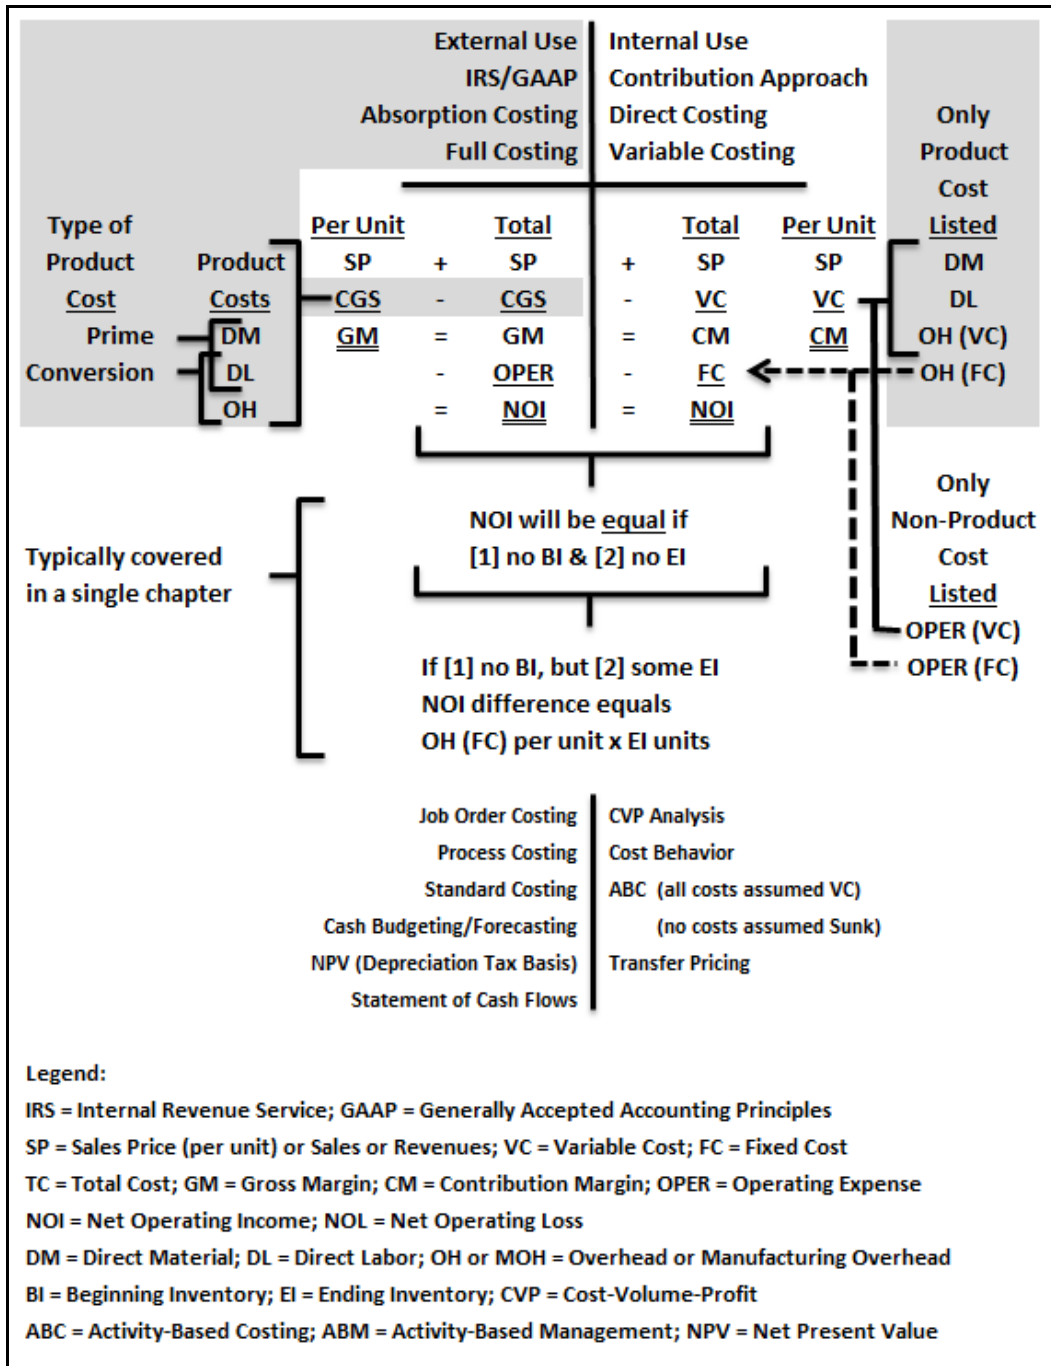 External Use Internal Use
IRS/GAAP Contribution Approach
Absorption Costing Direct Costing Only
Full Costing Variable Costing Product
Cost
Type of Per Unit Total Total Per Unit Listed
Product Product SP + SP + SP SP DM
Cost Costs CGS - CGS - VC VC DL
Prime DM GM = GM = CM CM OH (VC)
Conversion DL - OPER - FC OH (FC)
OH = NOI = NOI
Only
NOI will be equal if Non-Product
Typically covered [1] no BI & [2] no EI Cost
in a single chapter Listed
OPER (VC)
If [1] no BI, but [2] some EI OPER (FC)
NOI difference equals
OH (FC) per unit x EI units
Job Order Costing CVP Analysis
Process Costing Cost Behavior
Standard Costing ABC (all costs assumed VC)
Cash Budgeting/Forecasting (no costs assumed Sunk)
NPV (Depreciation Tax Basis) Transfer Pricing
Statement of Cash Flows
Legend:
IRS = Internal Revenue Service; GAAP = Generally Accepted Accounting Principles
SP = Sales Price (per unit) or Sales or Revenues; VC = Variable Cost; FC = Fixed Cost
TC = Total Cost; GM = Gross Margin; CM = Contribution Margin; OPER = Operating Expense
NOI = Net Operating Income; NOL = Net Operating Loss
DM = Direct Material; DL = Direct Labor; OH or MOH = Overhead or Manufacturing Overhead
BI = Beginning Inventory; EI = Ending Inventory; CVP = Cost-Volume-Profit
ABC = Activity-Based Costing; ABM = Activity-Based Management; NPV = Net Present Value